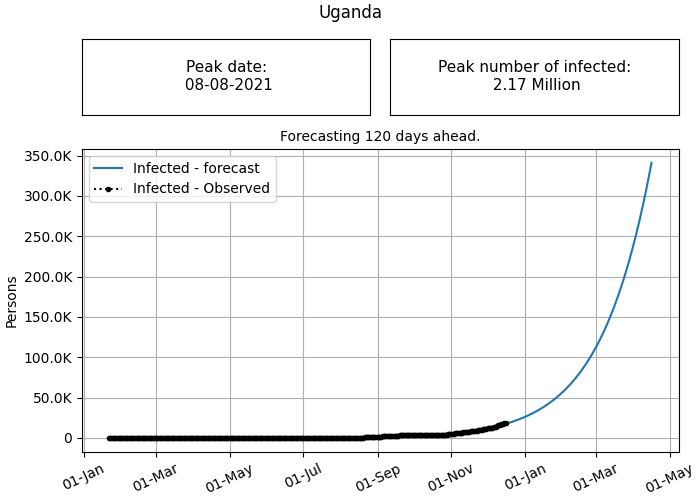 Uganda
Peak date:
08-08-2021
Peak number of infected:
2.17 Million
Forecasting 120 days ahead.
350.0K
300.0K
250.0K
200.0K
150.0K
100.0K
50.0K
0
Persons
Infected - forecast
Infected - Observed
01-Jan
01-Mar
01-May
01-Jul
01-Sep
01-Nov
01-Jan
01-Mar
01-May